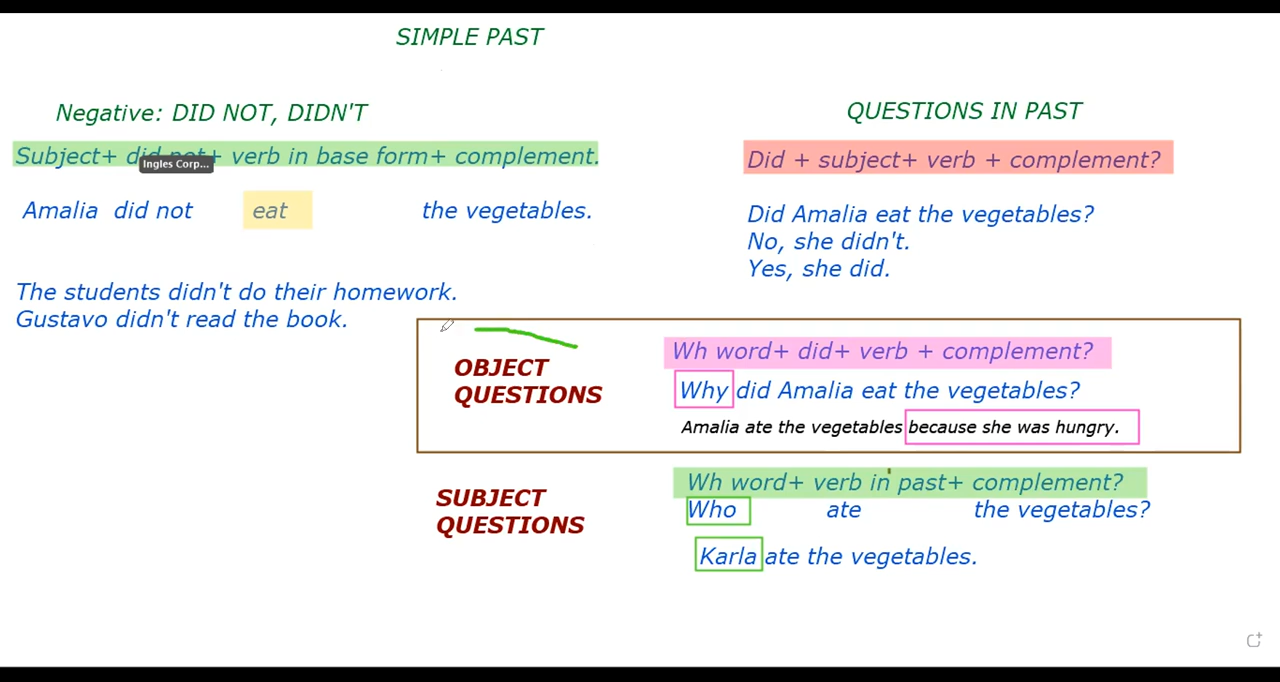 SIMPLE PAST
Negative: DID NOT, DIDN'T
Subject+ did not+ verb in base form+ complement.
Ingles Corp...
Amalia did not eat the vegetables.
The students didn't do their homework.
Gustavo didn't read the book.
QUESTIONS IN PAST
Did + subject+ verb + complement?
Did Amalia eat the vegetables?
No, she didn't.
Yes, she did.
OBJECT
QUESTIONS
Wh word+ did+ verb + complement?
Why did Amalia eat the vegetables?
Amalia ate the vegetables because she was hungry.
SUBJECT
QUESTIONS
Wh word+ verb in past+ complement?
Who ate the vegetables?
Karla ate the vegetables.